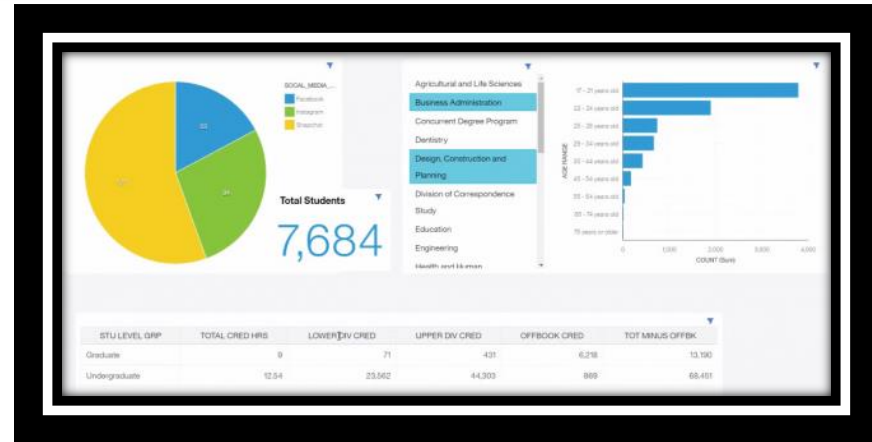 SOCIAL_MEDIA_...
Facebook
Instagram
Snapchat
Total Students
7,684
Agricultural and Life Sciences
Business Administration
Concurrent Degree Program
Dentistry
Design, Construction and
Planning
Division of Correspondence
Study
Education
Engineering
Health and Human
AGE RANGE
17 - 21 years old
22 - 24 years old
25 - 28 years old
29 - 34 years old
35 - 44 years old
45 - 54 years old
55 - 64 years old
75 years or older
0 1,000 2,000 3,000 4,000
COUNT (Sum)
STU LEVEL GRP TOTAL CRED HRS LOWER DIV CRED UPPER DIV CRED OFFBOOK CRED TOT MINUS OFFBK
Graduate 9 71 431 6,218 13,190
Undergraduate 12.54 23,562 44,303 869 68,451